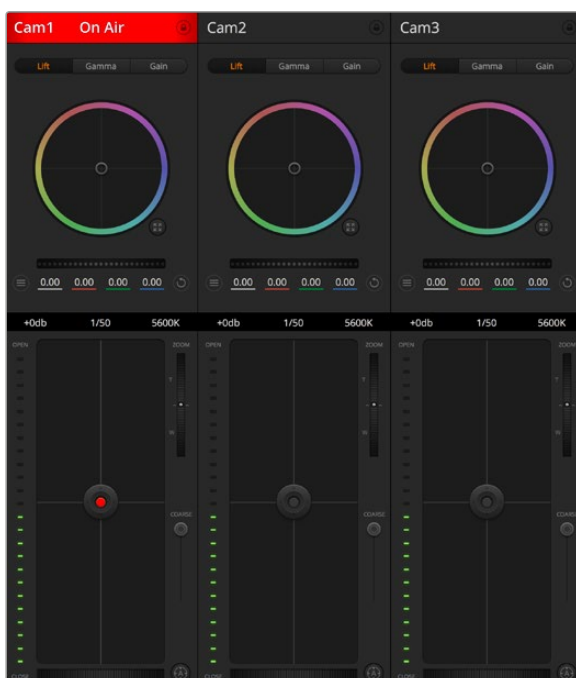 Cam1 On Air Cam2 Cam3
Lift Gamma Gain Lift Gamma Gain Lift Gamma Gain
0.00 0.00 0.00 0.00 0.00 0.00 0.00 0.00 0.00 0.00 0.00 0.00
+0db 1/50 5600K +0db 1/50 5600K +0db 1/50 5600K
OPEN ZOOM OPEN ZOOM OPEN ZOOM
T T T
W W W
COARSE COARSE COARSE
CLOSE CLOSE CLOSE